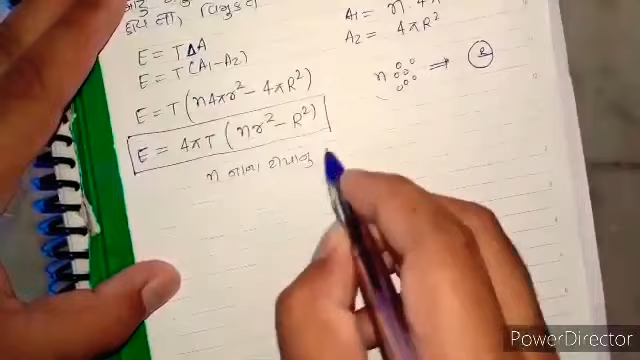 હોય તો, વિમુક્ત
E = TΔA
E = T(A₁-A₂)
E = T(n4πr² - 4πR²)
E = 4πT (nr² - R²)
n નાના ટીપાનું
A₁ = n.4π
A₂ = 4πR²
n ⇒ R
PowerDirector